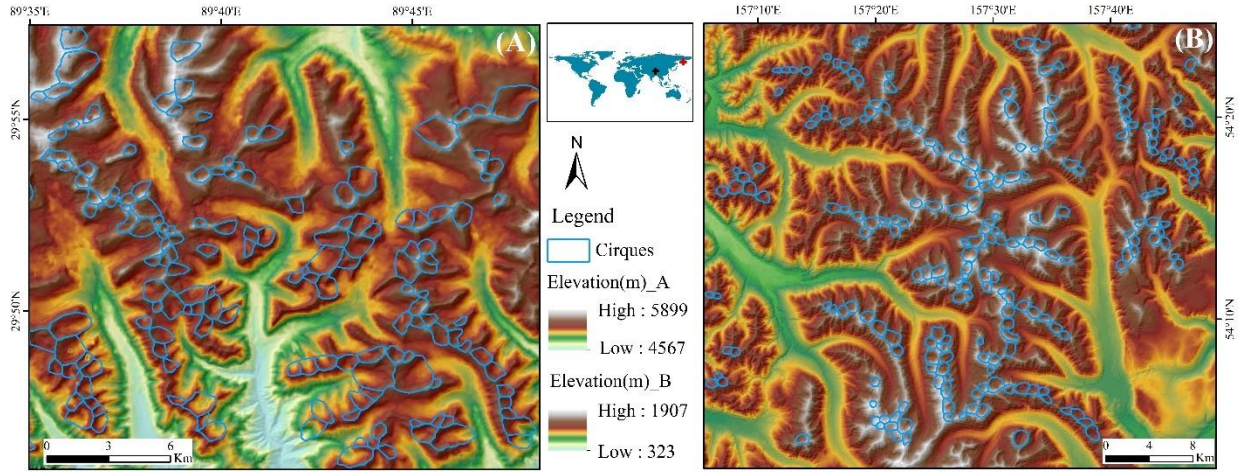 89°35'E 89°40'E 89°45'E
29°55'N
29°50'N
(A)
0 3 6
Km
N
Legend
Cirques
Elevation(m)_A
High : 5899
Low : 4567
Elevation(m)_B
High : 1907
Low : 323
157°10'E 157°20'E 157°30'E 157°40'E
(B)
54°20'N
54°10'N
0 4 8
Km